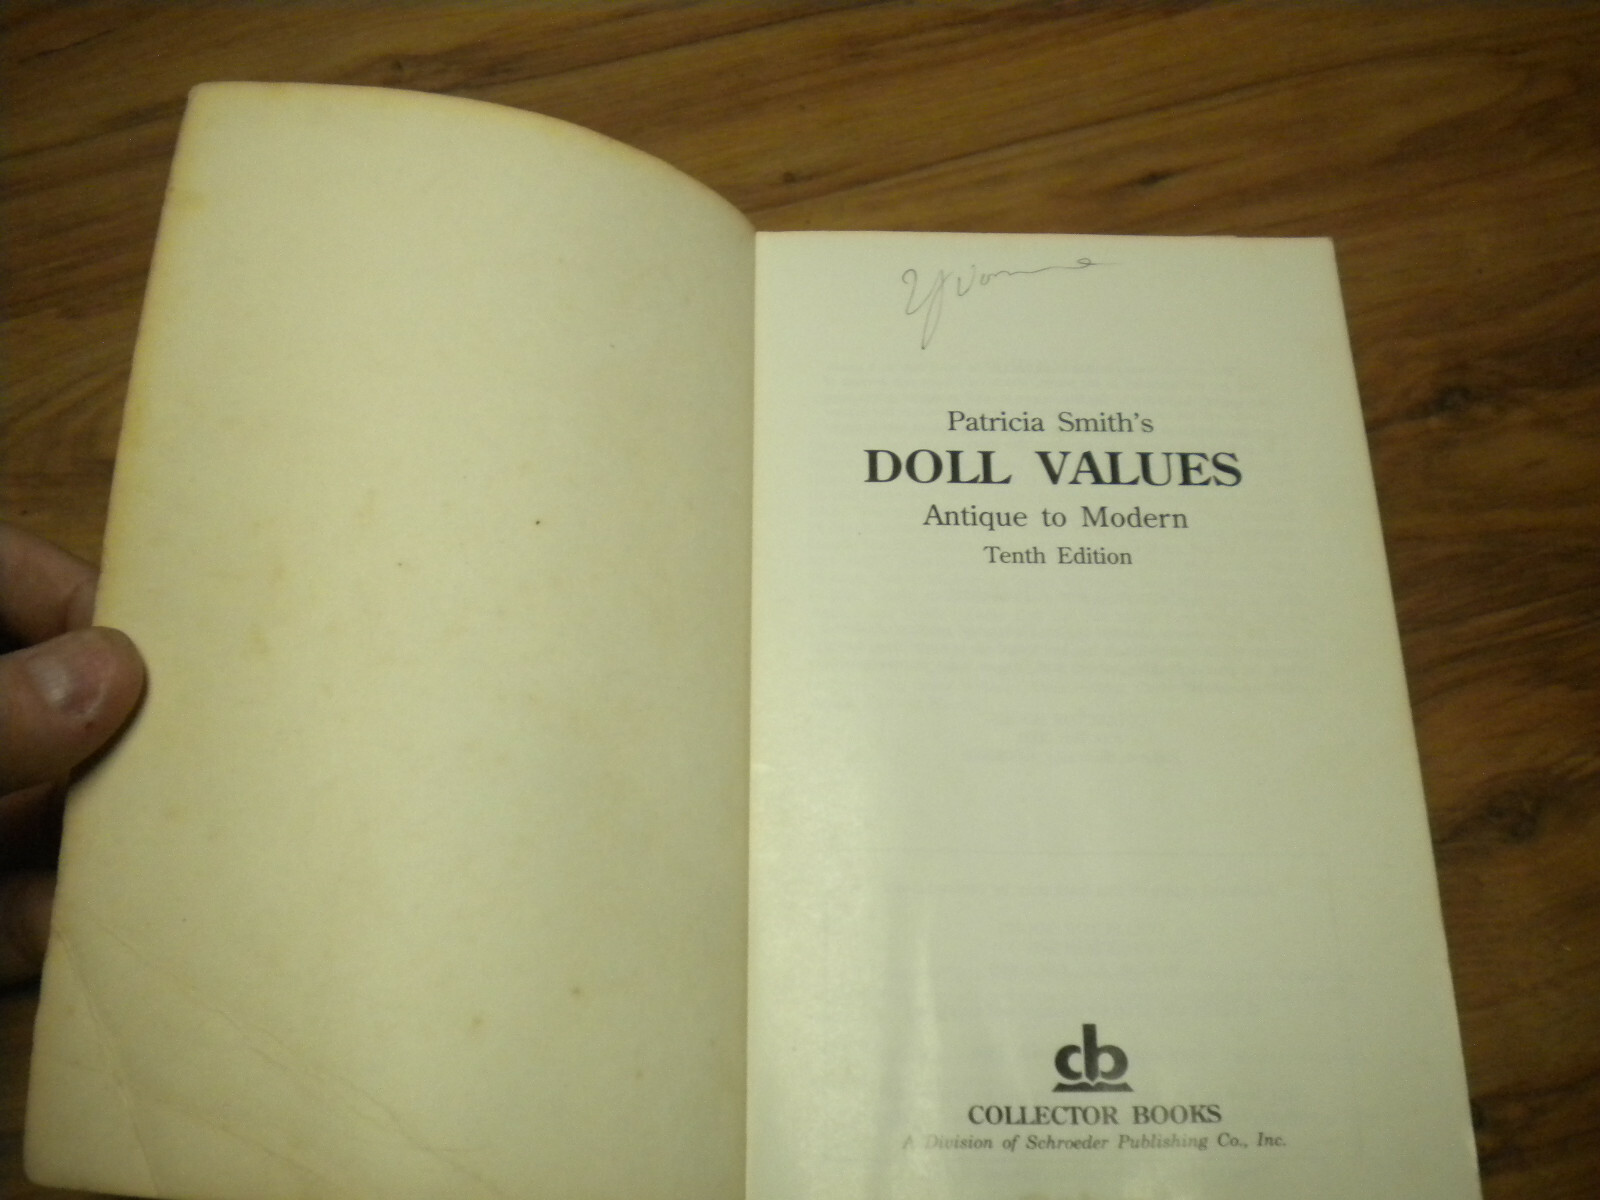 Yvonne
Patricia Smith's
DOLL VALUES
Antique to Modern
Tenth Edition
cb
COLLECTOR BOOKS
A Division of Schroeder Publishing Co., Inc.